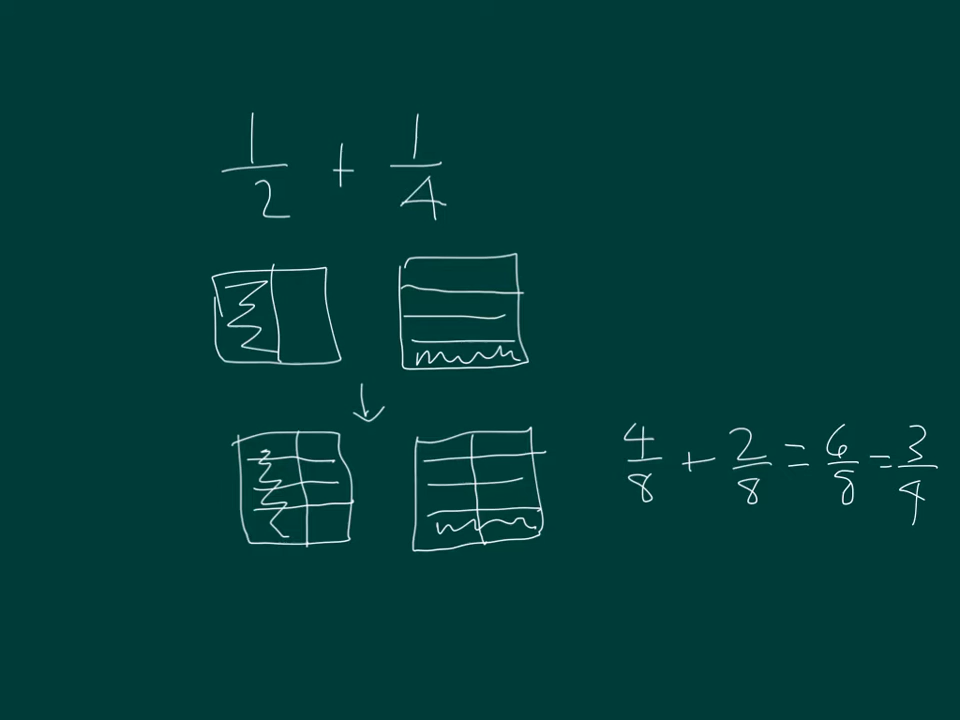 1/2 + 1/4
4/8 + 2/8 = 6/8 = 3/4